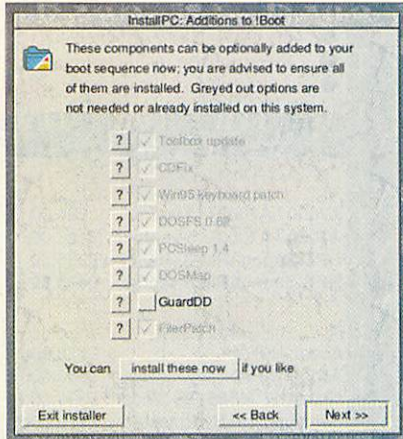 InstallPC: Additions to !Boot
These components can be optionally added to your
boot sequence now; you are advised to ensure all
of them are installed. Greyed out options are
not needed or already installed on this system.
? Toolbox update
? CDFix
? Win95 keyboard patch
? DOSFS 0.62
? PCSleep 1.4
? DOSMap
? GuardDD
? FilerPatch
You can install these now if you like.
Exit installer << Back Next >>